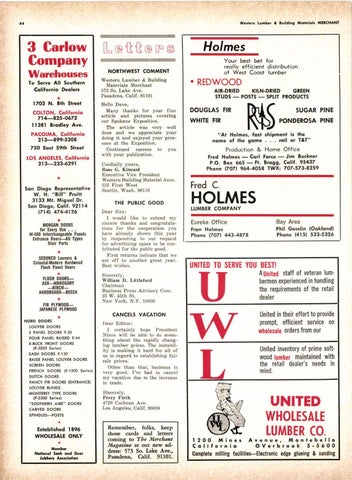 44
Western Lumber & Building Materials MERCHANT
3 Carlow
Company
Warehouses
To Serve All Southern
California Dealers
1703 N. 8th Street
COLTON, CALIFORNIA
714—825-0672
11381 Bradley Ave.
PACOIMA, CALIFORNIA
213—899-5208
750 East 59th Street
LOS ANGELES, CALIFORNIA
213—233-6291
San Diego Representative
W. H. "Bill" Pruitt
3133 Mt. Miguel Dr.
San Diego, Calif. 92114
(714) 474-4126
MORGAN DOORS
for Every Use
M-100 Interchangeable Panels
Entrance Doors—All Types
Stair Parts
SEQUOIA LOUVERS &
Colonial-Modern Hardwood
Flush Panel Doors
FLUSH DOORS—
ASH—MAHOGANY
—BIRCH—
HARDBOARD—BEECH
FIR PLYWOOD—
JAPANESE PLYWOOD
NORD DOORS
LOUVER DOORS
2 PANEL DOORS P-55
FOUR PANEL BIFOLD P-44
X-BUCK FRONT DOORS
SASH DOORS F-130
RAISE PANEL LOUVER DOORS
SCREEN DOORS
FRENCH DOORS (F-1500 Series)
DUTCH DOORS
FANCY FIR DOORS (ENTRANCE)
LOUVER BLINDS
MONTEREY TYPE DOORS
"SOUTHERN AIRE" DOORS
CARVED DOORS
SPINDLES—POSTS
Established 1896
WHOLESALE ONLY
Member
National Sash and Door
Jobbers Association
Letters
NORTHWEST COMMENT
Western Lumber & Building
Materials Merchant
573 So. Lake Ave.
Pasadena, Calif. 91101
Hello Dave,
Many thanks for your fine
article and pictures covering
our Spokane Exposition.
The article was very well
done and we appreciate your
doing it and enjoyed your pres-
ence at the Exposition.
Continued success to you
with your publication.
Cordially yours,
Ross G. Kincaid
Executive Vice President
Western Building Material Assn.
333 First West
Seattle, Wash. 98119
THE PUBLIC GOOD
Dear Sirs:
I would like to extend my
sincere thanks and congratula-
tions for the cooperation you
have already shown this year
by responding to our request
for advertising space to be con-
tributed for the public good.
First returns indicate that we
are off to another great year.
Best wishes.
Sincerely,
William D. Littleford
Chairman
Business Press Advisory Com.
25 W. 45th St.
New York, N.Y. 10036
CANCELS VACATION
Dear Editor:
I certainly hope President
Nixon will be able to do some-
thing about the rapidly chang-
ing lumber prices. The instabil-
ity is making it hard for all of
us in regard to establishing fair
sale prices.
Other than that, business is
very good. I've had to cancel
my vacation due to the increase
in trade.
Sincerely,
Perry Firth
4720 Cochran Ave.
Los Angeles, Calif. 90036
Remember, folks, keep
those cards and letters
coming to The Merchant
Magazine at our new ad-
dress: 573 So. Lake Ave.,
Pasadena, Calif. 91101.
Holmes
Your best bet for
really efficient distribution
of West Coast lumber
• REDWOOD
AIR-DRIED KILN-DRIED GREEN
STUDS - POSTS - SPLIT PRODUCTS
DOUGLAS FIR SUGAR PINE
WHITE FIR PONDEROSA PINE
"At Holmes, fast shipment is the
name of the game . . . rail or T&T"
Production & Home Office
Fred Holmes — Carl Force — Jim Buckner
P. O. Box 665 — Ft. Bragg, Calif. 95437
Phone (707) 964-4058 TWX: 707-573-8259
Fred C.
HOLMES
LUMBER COMPANY
Eureka Office Bay Area
Fran Holmes Phil Gosslin (Oakland)
Phone (707) 443-4878 Phone (415) 533-5326
UNITED TO SERVE YOU BEST!
U
A United staff of veteran lum-
bermen experienced in handling
the requirements of the retail
dealer
W
United in their effort to provide
prompt, efficient service on
wholesale orders from our
L
United inventory of prime soft-
wood lumber maintained with
the retail dealer's needs in
mind.
UNITED
WHOLESALE
LUMBER CO.
1200 Mines Avenue, Montebello
California OVerbrook 5-5600
Complete milling facilities—Electronic edge glueing & sanding